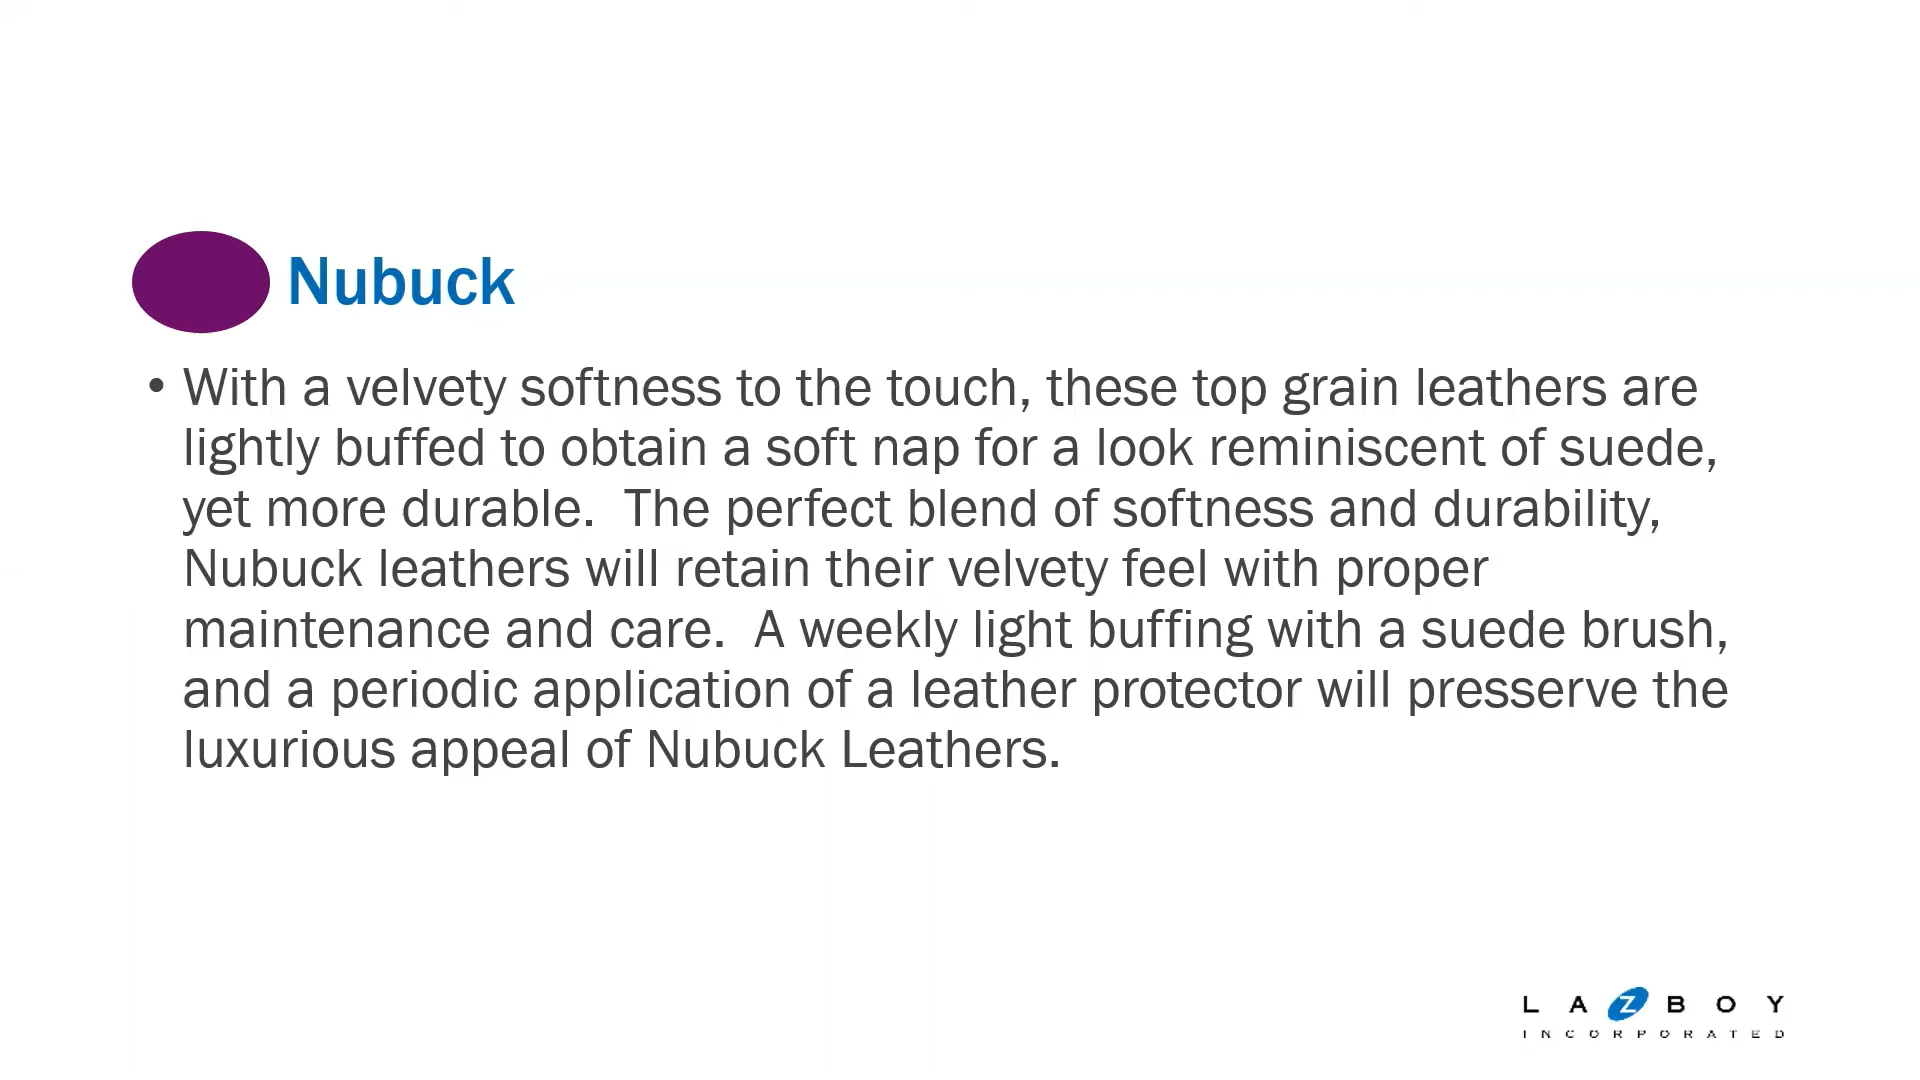 Nubuck
• With a velvety softness to the touch, these top grain leathers are
lightly buffed to obtain a soft nap for a look reminiscent of suede,
yet more durable.  The perfect blend of softness and durability,
Nubuck leathers will retain their velvety feel with proper
maintenance and care.  A weekly light buffing with a suede brush,
and a periodic application of a leather protector will presserve the
luxurious appeal of Nubuck Leathers.
LAZBOY
INCORPORATED